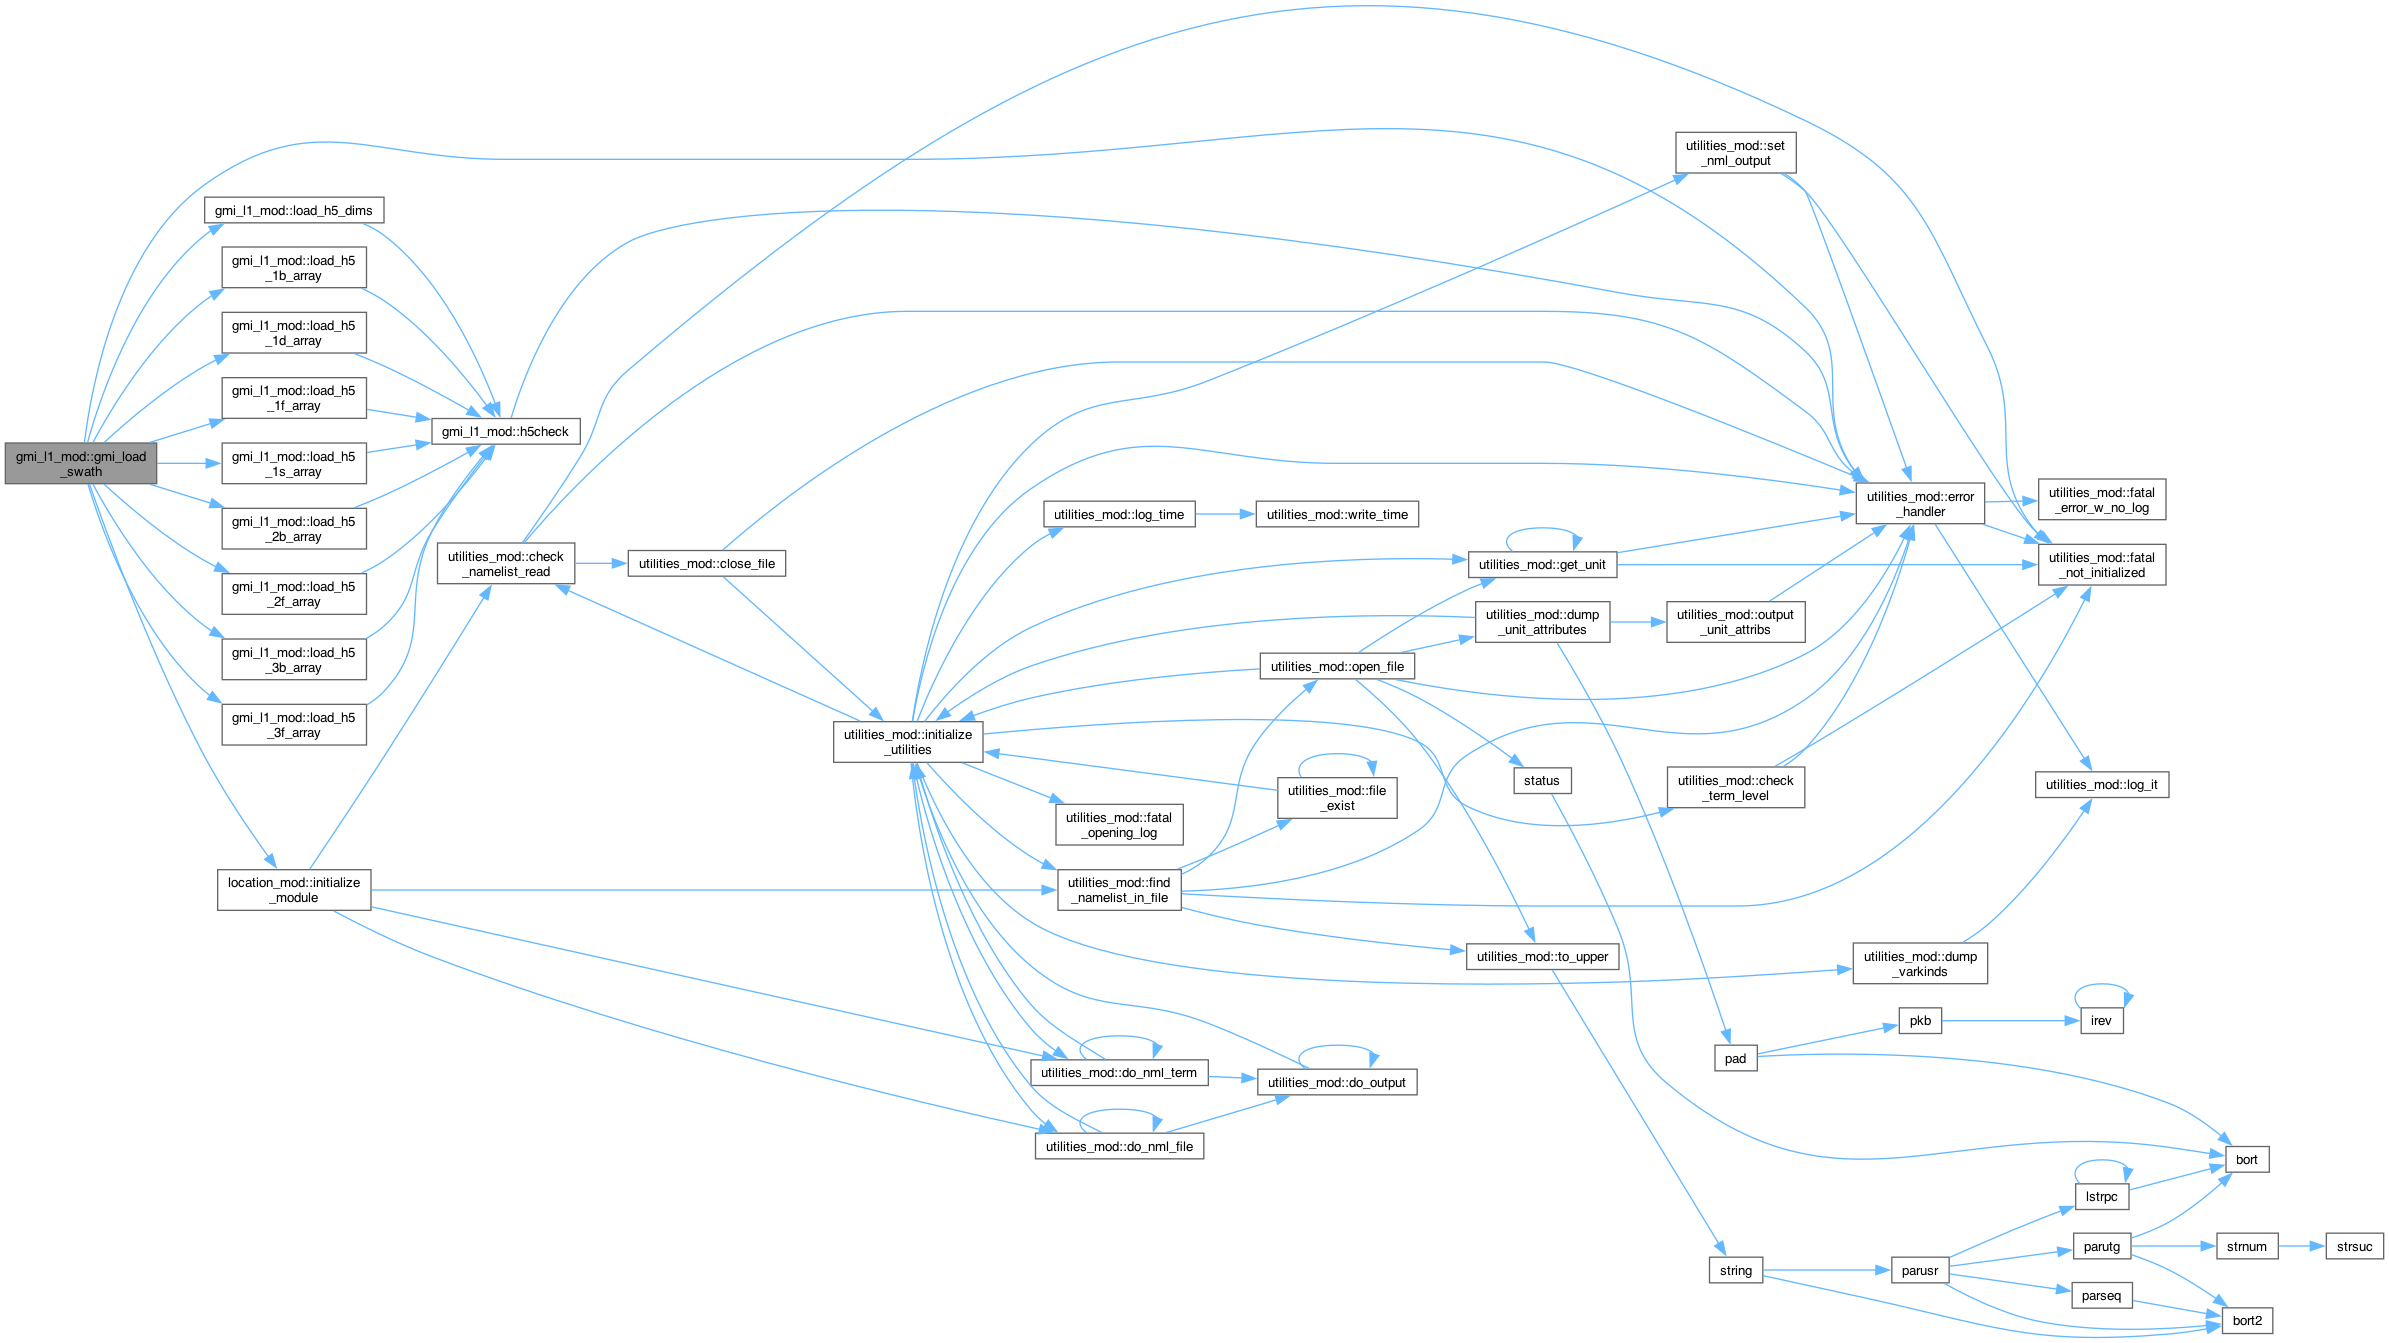 gmi_l1_mod::gmi_load
_swath
gmi_l1_mod::load_h5_dims
gmi_l1_mod::load_h5
_1b_array
gmi_l1_mod::load_h5
_1d_array
gmi_l1_mod::load_h5
_1f_array
gmi_l1_mod::load_h5
_1s_array
gmi_l1_mod::load_h5
_2b_array
gmi_l1_mod::load_h5
_2f_array
gmi_l1_mod::load_h5
_3b_array
gmi_l1_mod::load_h5
_3f_array
location_mod::initialize
_module
gmi_l1_mod::h5check
utilities_mod::check
_namelist_read
utilities_mod::close_file
utilities_mod::initialize
_utilities
utilities_mod::log_time
utilities_mod::write_time
utilities_mod::fatal
_opening_log
utilities_mod::find
_namelist_in_file
utilities_mod::do_nml_term
utilities_mod::do_nml_file
utilities_mod::open_file
utilities_mod::file
_exist
utilities_mod::do_output
utilities_mod::get_unit
utilities_mod::dump
_unit_attributes
status
utilities_mod::to_upper
utilities_mod::set
_nml_output
utilities_mod::output
_unit_attribs
utilities_mod::check
_term_level
pad
string
utilities_mod::error
_handler
utilities_mod::dump
_varkinds
pkb
parusr
utilities_mod::fatal
_error_w_no_log
utilities_mod::fatal
_not_initialized
utilities_mod::log_it
irev
lstrpc
parutg
parseq
bort
strnum
bort2
strsuc